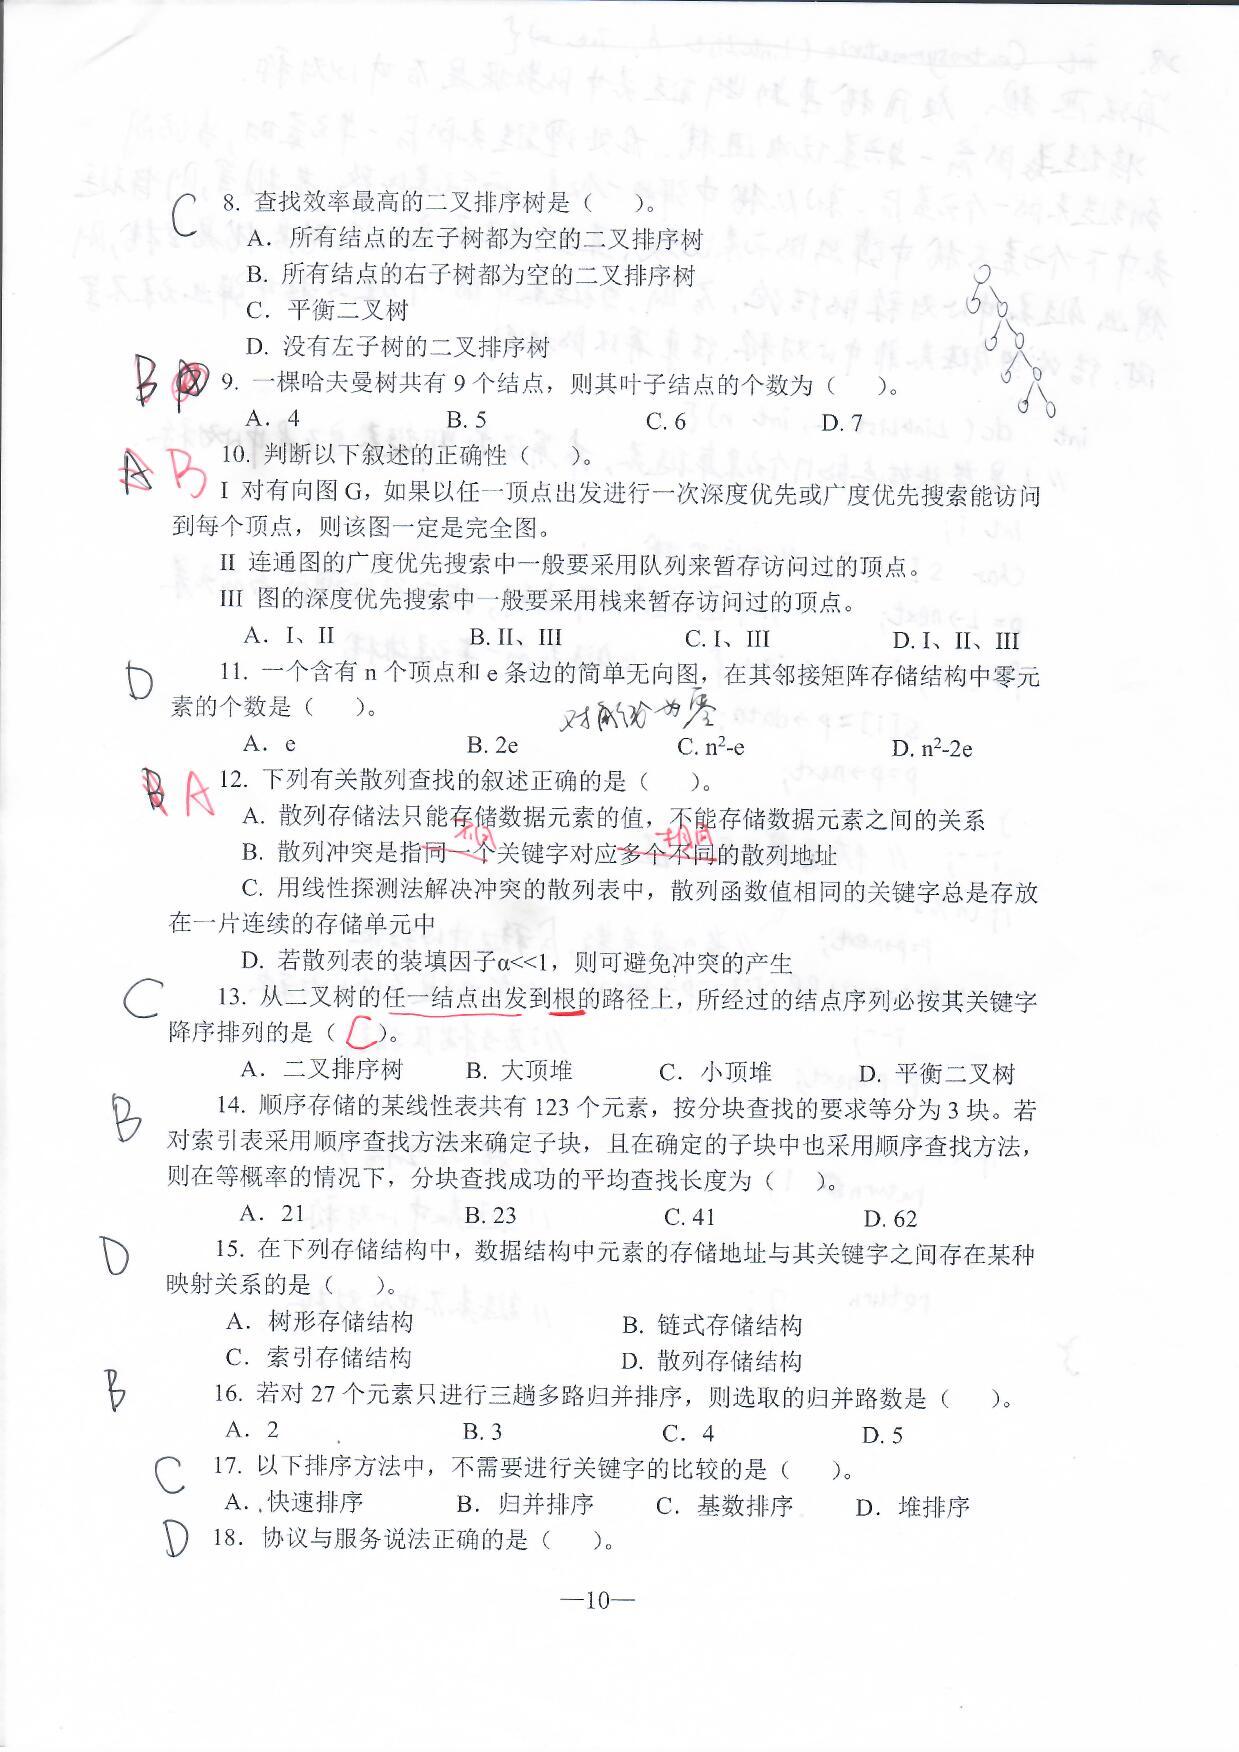 C 8. 查找效率最高的二叉排序树是（ ）。
A. 所有结点的左子树都为空的二叉排序树
B. 所有结点的右子树都为空的二叉排序树
C. 平衡二叉树
D. 没有左子树的二叉排序树
B 9. 一棵哈夫曼树共有 9 个结点，则其叶子结点的个数为（ ）。
A. 4 B. 5 C. 6 D. 7
A B 10. 判断以下叙述的正确性（ ）。
I 对有向图 G，如果以任一顶点出发进行一次深度优先或广度优先搜索能访问
到每个顶点，则该图一定是完全图。
II 连通图的广度优先搜索中一般要采用队列来暂存访问过的顶点。
III 图的深度优先搜索中一般要采用栈来暂存访问过的顶点。
A. I、II B. II、III C. I、III D. I、II、III
D 11. 一个含有 n 个顶点和 e 条边的简单无向图，在其邻接矩阵存储结构中零元
素的个数是（ ）。 对角线为零
A. e B. 2e C. n²-e D. n²-2e
B A 12. 下列有关散列查找的叙述正确的是（ ）。
A. 散列存储法只能存储数据元素的值，不能存储数据元素之间的关系
不同 相同
B. 散列冲突是指同一个关键字对应多个不同的散列地址
C. 用线性探测法解决冲突的散列表中，散列函数值相同的关键字总是存放
在一片连续的存储单元中
D. 若散列表的装填因子α<<1，则可避免冲突的产生
C 13. 从二叉树的任一结点出发到根的路径上，所经过的结点序列必按其关键字
降序排列的是（ C ）。
A. 二叉排序树 B. 大顶堆 C. 小顶堆 D. 平衡二叉树
B 14. 顺序存储的某线性表共有 123 个元素，按分块查找的要求等分为 3 块。若
对索引表采用顺序查找方法来确定子块，且在确定的子块中也采用顺序查找方法，
则在等概率的情况下，分块查找成功的平均查找长度为（ ）。
A. 21 B. 23 C. 41 D. 62
D 15. 在下列存储结构中，数据结构中元素的存储地址与其关键字之间存在某种
映射关系的是（ ）。
A. 树形存储结构 B. 链式存储结构
C. 索引存储结构 D. 散列存储结构
B 16. 若对 27 个元素只进行三趟多路归并排序，则选取的归并路数是（ ）。
A. 2 B. 3 C. 4 D. 5
C 17. 以下排序方法中，不需要进行关键字的比较的是（ ）。
A. 快速排序 B. 归并排序 C. 基数排序 D. 堆排序
D 18. 协议与服务说法正确的是（ ）。
—10—